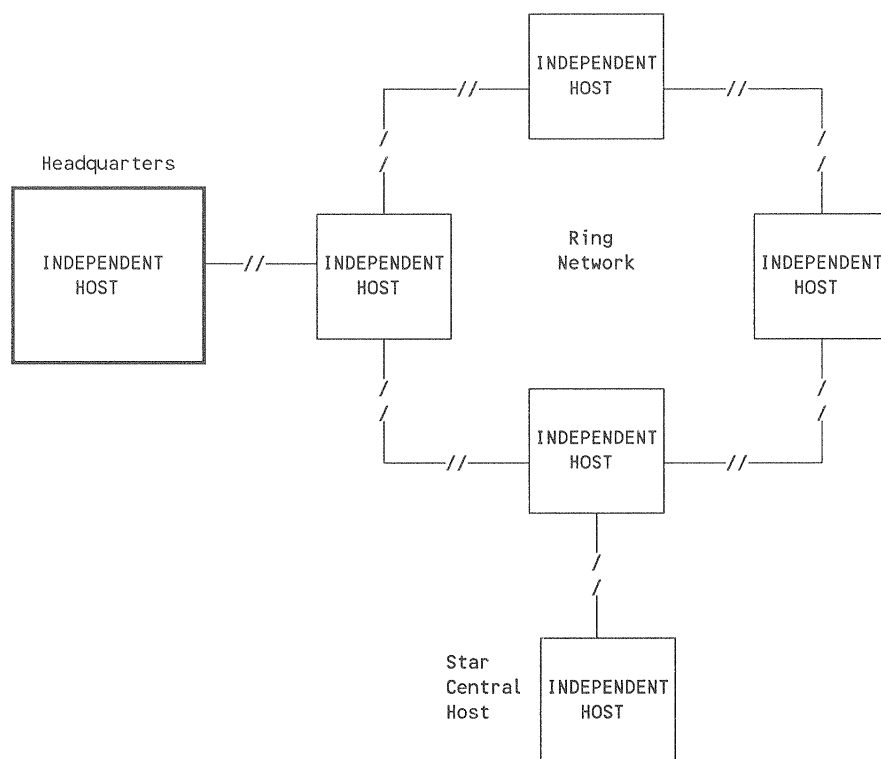 INDEPENDENT
HOST
Headquarters
INDEPENDENT
HOST
INDEPENDENT
HOST
Ring
Network
INDEPENDENT
HOST
INDEPENDENT
HOST
Star
Central
Host
INDEPENDENT
HOST